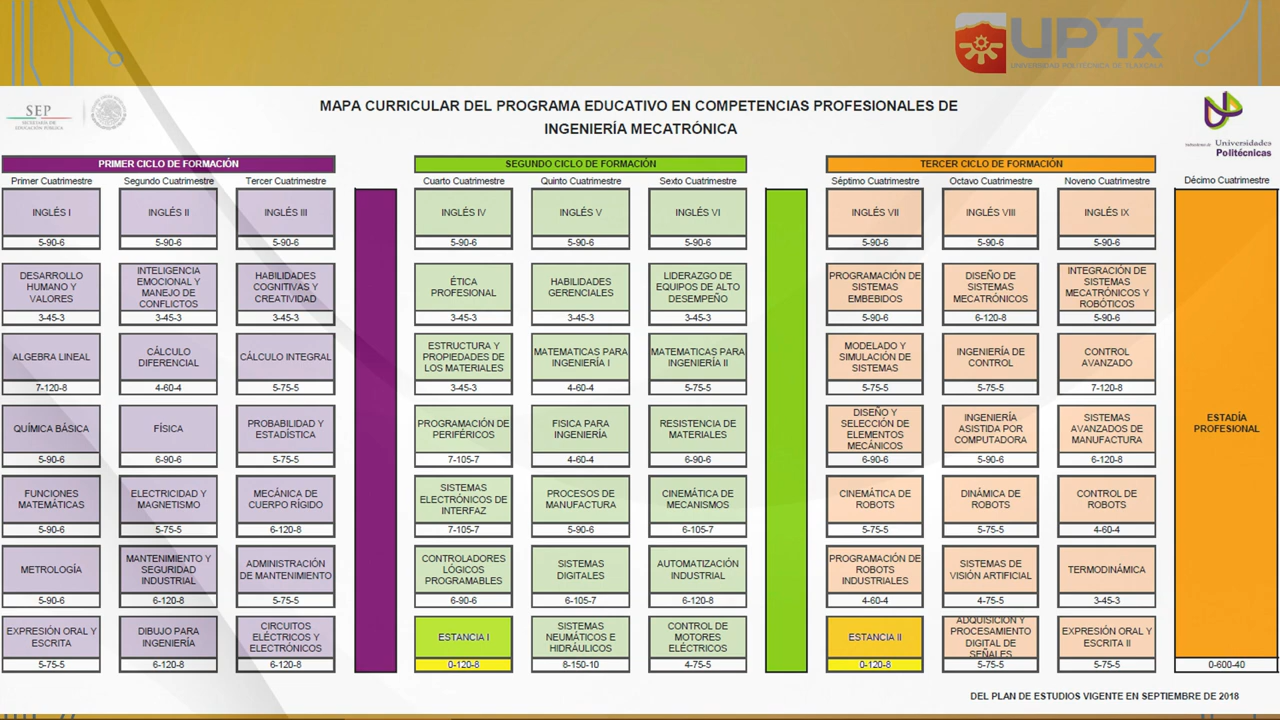 UPTx
UNIVERSIDAD POLITÉCNICA DE TLAXCALA
SEP
SECRETARÍA DE
EDUCACIÓN PÚBLICA
MAPA CURRICULAR DEL PROGRAMA EDUCATIVO EN COMPETENCIAS PROFESIONALES DE
INGENIERÍA MECATRÓNICA
Universidades
Politécnicas
PRIMER CICLO DE FORMACIÓN
SEGUNDO CICLO DE FORMACIÓN
TERCER CICLO DE FORMACIÓN
Primer Cuatrimestre
Segundo Cuatrimestre
Tercer Cuatrimestre
Cuarto Cuatrimestre
Quinto Cuatrimestre
Sexto Cuatrimestre
Séptimo Cuatrimestre
Octavo Cuatrimestre
Noveno Cuatrimestre
Décimo Cuatrimestre
INGLÉS I
INGLÉS II
INGLÉS III
INGLÉS IV
INGLÉS V
INGLÉS VI
INGLÉS VII
INGLÉS VIII
INGLÉS IX
5-90-6
5-90-6
5-90-6
5-90-6
5-90-6
5-90-6
5-90-6
5-90-6
5-90-6
DESARROLLO
HUMANO Y
VALORES
INTELIGENCIA
EMOCIONAL Y
MANEJO DE
CONFLICTOS
HABILIDADES
COGNITIVAS Y
CREATIVIDAD
ÉTICA
PROFESIONAL
HABILIDADES
GERENCIALES
LIDERAZGO DE
EQUIPOS DE ALTO
DESEMPEÑO
PROGRAMACIÓN DE
SISTEMAS
EMBEBIDOS
DISEÑO DE
SISTEMAS
MECATRÓNICOS
INTEGRACIÓN DE
SISTEMAS
MECATRÓNICOS Y
ROBÓTICOS
3-45-3
3-45-3
3-45-3
3-45-3
3-45-3
3-45-3
5-90-6
6-120-8
5-90-6
ALGEBRA LINEAL
CÁLCULO
DIFERENCIAL
CÁLCULO INTEGRAL
ESTRUCTURA Y
PROPIEDADES DE
LOS MATERIALES
MATEMATICAS PARA
INGENIERÍA I
MATEMATICAS PARA
INGENIERÍA II
MODELADO Y
SIMULACIÓN DE
SISTEMAS
INGENIERÍA DE
CONTROL
CONTROL
AVANZADO
7-120-8
4-60-4
5-75-5
3-45-3
4-60-4
5-75-5
5-75-5
5-75-5
7-120-8
QUÍMICA BÁSICA
FÍSICA
PROBABILIDAD Y
ESTADÍSTICA
PROGRAMACIÓN DE
PERIFÉRICOS
FISICA PARA
INGENIERÍA
RESISTENCIA DE
MATERIALES
DISEÑO Y
SELECCIÓN DE
ELEMENTOS
MECÁNICOS
INGENIERÍA
ASISTIDA POR
COMPUTADORA
SISTEMAS
AVANZADOS DE
MANUFACTURA
ESTADÍA
PROFESIONAL
5-90-6
6-90-6
5-75-5
7-105-7
4-60-4
6-90-6
6-90-6
5-90-6
6-120-8
FUNCIONES
MATEMÁTICAS
ELECTRICIDAD Y
MAGNETISMO
MECÁNICA DE
CUERPO RÍGIDO
SISTEMAS
ELECTRÓNICOS DE
INTERFAZ
PROCESOS DE
MANUFACTURA
CINEMÁTICA DE
MECANISMOS
CINEMÁTICA DE
ROBOTS
DINÁMICA DE
ROBOTS
CONTROL DE
ROBOTS
5-90-6
5-75-5
6-120-8
7-105-7
5-90-6
6-105-7
5-75-5
5-75-5
4-60-4
METROLOGÍA
MANTENIMIENTO Y
SEGURIDAD
INDUSTRIAL
ADMINISTRACIÓN
DE MANTENIMIENTO
CONTROLADORES
LÓGICOS
PROGRAMABLES
SISTEMAS
DIGITALES
AUTOMATIZACIÓN
INDUSTRIAL
PROGRAMACIÓN DE
ROBOTS
INDUSTRIALES
SISTEMAS DE
VISIÓN ARTIFICIAL
TERMODINÁMICA
5-90-6
6-120-8
5-75-5
6-90-6
6-105-7
6-120-8
4-60-4
4-75-5
3-45-3
EXPRESIÓN ORAL Y
ESCRITA
DIBUJO PARA
INGENIERÍA
CIRCUITOS
ELÉCTRICOS Y
ELECTRÓNICOS
ESTANCIA I
SISTEMAS
NEUMÁTICOS E
HIDRÁULICOS
CONTROL DE
MOTORES
ELÉCTRICOS
ESTANCIA II
ADQUISICIÓN Y
PROCESAMIENTO
DIGITAL DE
SEÑALES
EXPRESIÓN ORAL Y
ESCRITA II
5-75-5
6-120-8
6-120-8
0-120-8
8-150-10
4-75-5
0-120-8
5-75-5
5-75-5
0-600-40
DEL PLAN DE ESTUDIOS VIGENTE EN SEPTIEMBRE DE 2018